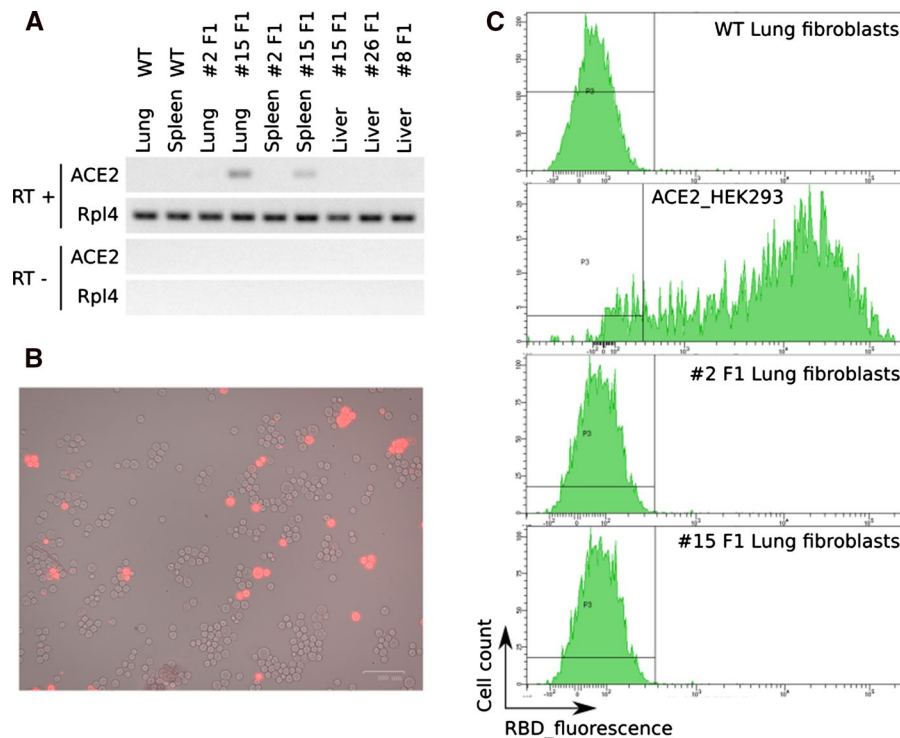 A
Lung WT
Spleen WT
Lung #2 F1
Lung #15 F1
Spleen #2 F1
Spleen #15 F1
Liver #15 F1
Liver #26 F1
Liver #8 F1
RT +
ACE2
Rpl4
RT -
ACE2
Rpl4
B
C
WT Lung fibroblasts
P3
ACE2_HEK293
P3
#2 F1 Lung fibroblasts
P3
#15 F1 Lung fibroblasts
P3
Cell count
RBD_fluorescence